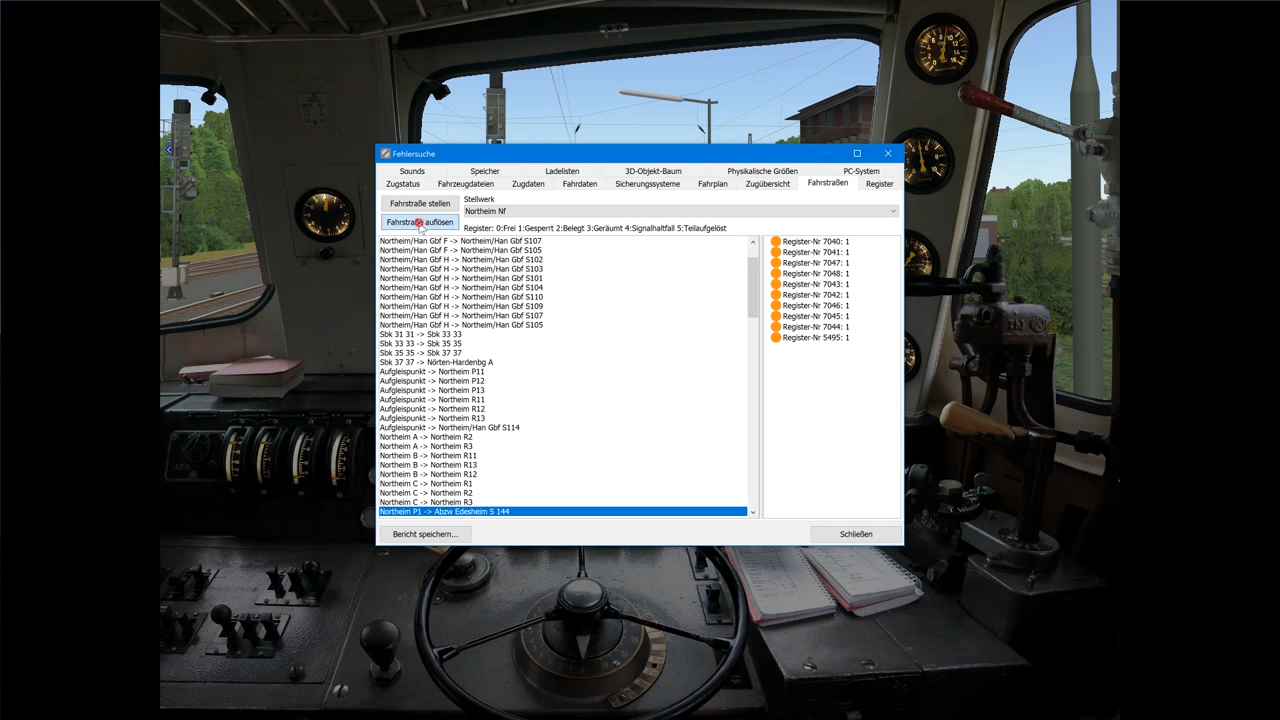 Fehlersuche
Sounds Speicher Ladelisten 3D-Objekt-Baum Physikalische Größen PC-System
Zugstatus Fahrzeugdateien Zugdaten Fahrdaten Sicherungssysteme Fahrplan Zugübersicht Fahrstraßen Register
Fahrstraße stellen
Stellwerk
Northeim Nf
Fahrstraße auflösen
Register: 0:Frei 1:Gesperrt 2:Belegt 3:Geräumt 4:Signalhaltfall 5:Teilaufgelöst
Northeim/Han Gbf F -> Northeim/Han Gbf S107
Northeim/Han Gbf F -> Northeim/Han Gbf S105
Northeim/Han Gbf H -> Northeim/Han Gbf S102
Northeim/Han Gbf H -> Northeim/Han Gbf S103
Northeim/Han Gbf H -> Northeim/Han Gbf S101
Northeim/Han Gbf H -> Northeim/Han Gbf S104
Northeim/Han Gbf H -> Northeim/Han Gbf S110
Northeim/Han Gbf H -> Northeim/Han Gbf S109
Northeim/Han Gbf H -> Northeim/Han Gbf S107
Northeim/Han Gbf H -> Northeim/Han Gbf S105
Sbk 31 31 -> Sbk 33 33
Sbk 33 33 -> Sbk 35 35
Sbk 35 35 -> Sbk 37 37
Sbk 37 37 -> Nörten-Hardenbg A
Aufgleispunkt -> Northeim P11
Aufgleispunkt -> Northeim P12
Aufgleispunkt -> Northeim P13
Aufgleispunkt -> Northeim R11
Aufgleispunkt -> Northeim R12
Aufgleispunkt -> Northeim R13
Aufgleispunkt -> Northeim/Han Gbf S114
Northeim A -> Northeim R2
Northeim A -> Northeim R3
Northeim B -> Northeim R11
Northeim B -> Northeim R13
Northeim B -> Northeim R12
Northeim C -> Northeim R1
Northeim C -> Northeim R2
Northeim C -> Northeim R3
Northeim P1 -> Abzw Edesheim S 144
Register-Nr 7040: 1
Register-Nr 7041: 1
Register-Nr 7047: 1
Register-Nr 7048: 1
Register-Nr 7043: 1
Register-Nr 7042: 1
Register-Nr 7046: 1
Register-Nr 7045: 1
Register-Nr 7044: 1
Register-Nr 5495: 1
Bericht speichern...
Schließen